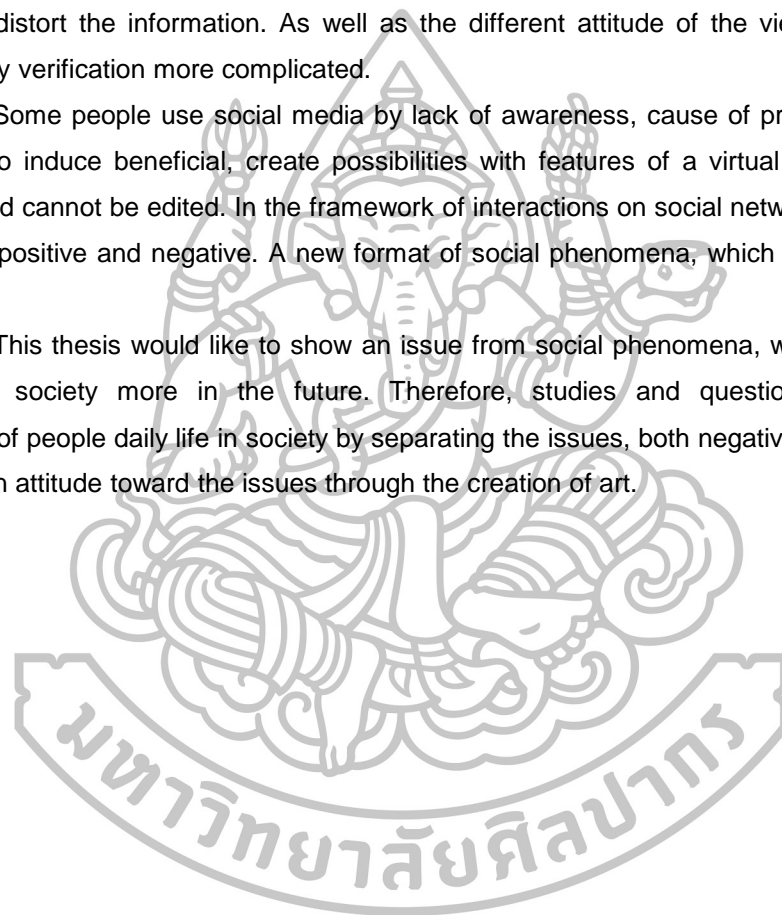 distort the information. As well as the different attitude of the vie
y verification more complicated.
Some people use social media by lack of awareness, cause of pr
o induce beneficial, create possibilities with features of a virtual
d cannot be edited. In the framework of interactions on social netw
positive and negative. A new format of social phenomena, which
This thesis would like to show an issue from social phenomena, w
society more in the future. Therefore, studies and questio
of people daily life in society by separating the issues, both negativ
n attitude toward the issues through the creation of art.
มหาวิทยาลัยศิลปากร